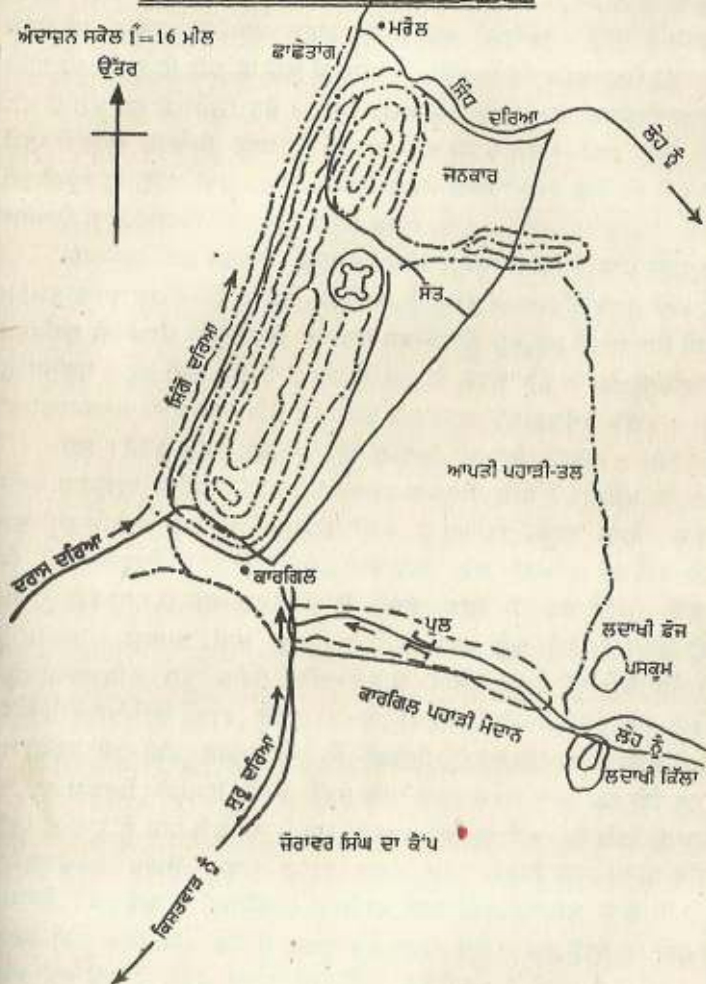 ਅੰਦਾਜ਼ਨ ਸਕੇਲ 1"=16 ਮੀਲ
ਉੱਤਰ
ਮਰੋਲ
ਛਾਛੋਤਾਂਗ
ਸਿੰਧ
ਦਰਿਆ
ਲੇਹ ਨੂੰ
ਜਨਕਾਰ
ਸੋਤ
ਸਿੰਗੋ ਦਰਿਆ
ਆਪਤੀ ਪਹਾੜੀ-ਤਲ
ਦਰਾਸ ਦਰਿਆ
ਕਾਰਗਿਲ
ਪੁਲ
ਲਦਾਖੀ ਫ਼ੌਜ
ਪਸਕੂਮ
ਕਾਰਗਿਲ ਪਹਾੜੀ ਮੈਦਾਨ
ਲੇਹ ਨੂੰ
ਲਦਾਖੀ ਕਿੱਲਾ
ਸੁਰੂ ਦਰਿਆ
ਜ਼ੋਰਾਵਰ ਸਿੰਘ ਦਾ ਕੈਂਪ
ਕਿਸ਼ਤਵਾੜ ਨੂੰ